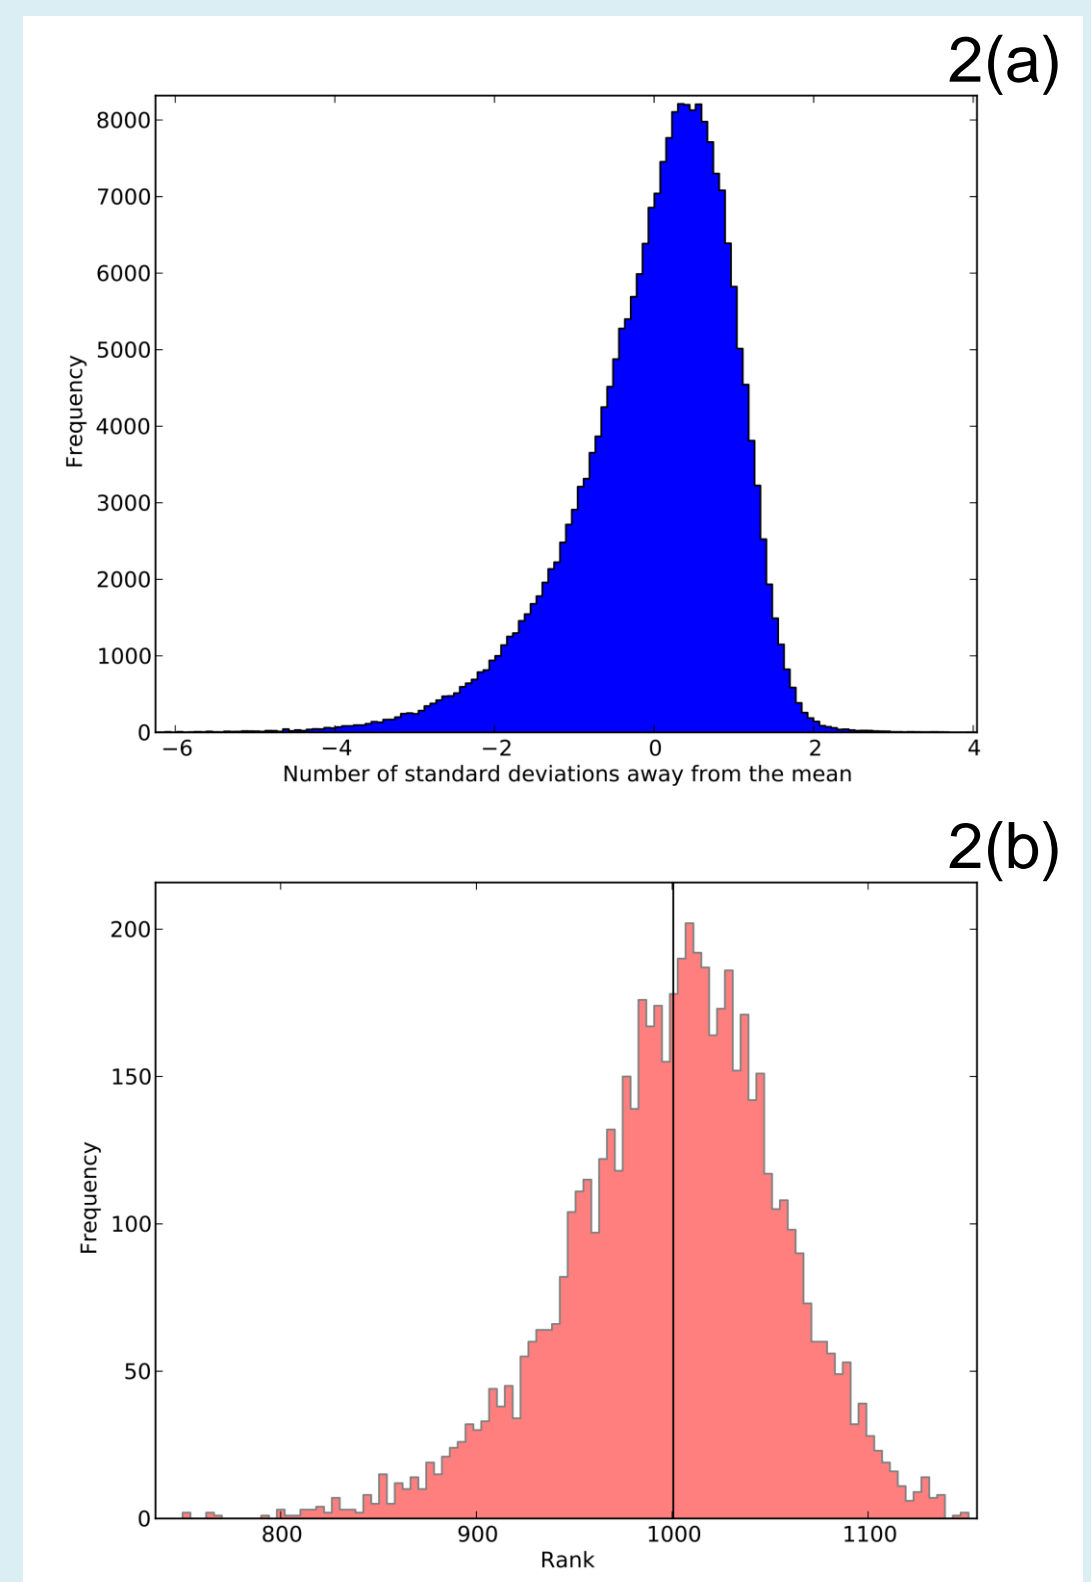 2(a)
8000
7000
6000
5000
4000
3000
2000
1000
0
Frequency
−6 −4 −2 0 2 4
Number of standard deviations away from the mean
2(b)
200
150
100
50
0
Frequency
800 900 1000 1100
Rank